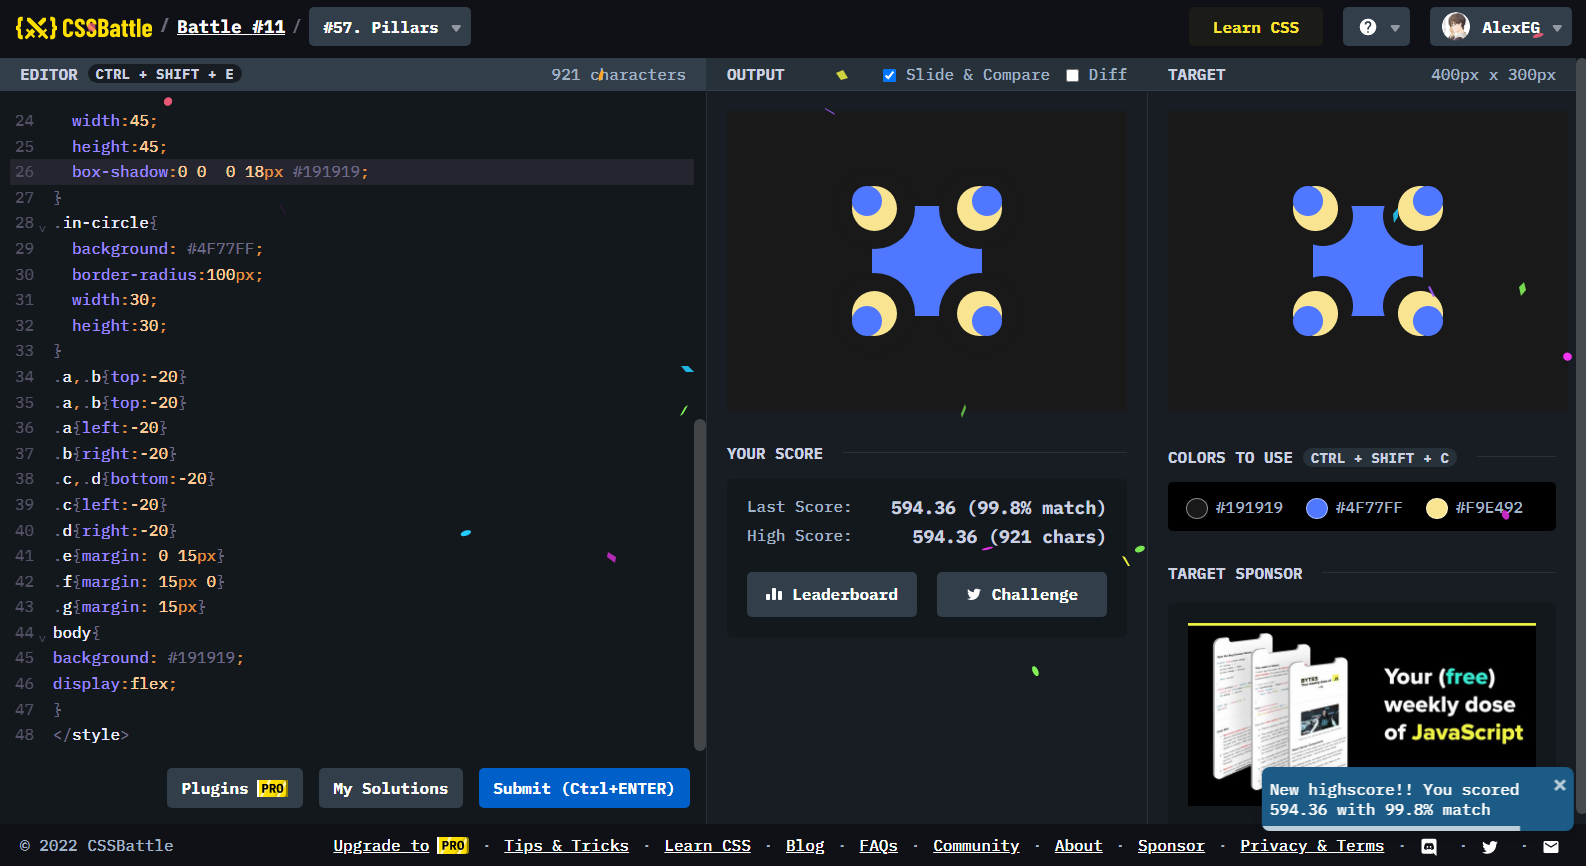 CSSBattle / Battle #11 / #57. Pillars
Learn CSS
?
AlexEG
EDITOR CTRL + SHIFT + E
921 characters
OUTPUT
Slide & Compare
Diff
TARGET
400px x 300px
24 width:45;
25 height:45;
26 box-shadow:0 0  0 18px #191919;
27 }
28 .in-circle{
29 background: #4F77FF;
30 border-radius:100px;
31 width:30;
32 height:30;
33 }
34 .a,.b{top:-20}
35 .a,.b{top:-20}
36 .a{left:-20}
37 .b{right:-20}
38 .c,.d{bottom:-20}
39 .c{left:-20}
40 .d{right:-20}
41 .e{margin: 0 15px}
42 .f{margin: 15px 0}
43 .g{margin: 15px}
44 body{
45 background: #191919;
46 display:flex;
47 }
48 </style>
Plugins PRO
My Solutions
Submit (Ctrl+ENTER)
YOUR SCORE
Last Score: 594.36 (99.8% match)
High Score: 594.36 (921 chars)
Leaderboard
Challenge
COLORS TO USE CTRL + SHIFT + C
#191919
#4F77FF
#F9E492
TARGET SPONSOR
BYTES
Your (free)
weekly dose
of JavaScript
New highscore!! You scored
594.36 with 99.8% match
© 2022 CSSBattle
Upgrade to PRO · Tips & Tricks · Learn CSS · Blog · FAQs · Community · About · Sponsor · Privacy & Terms · · ·